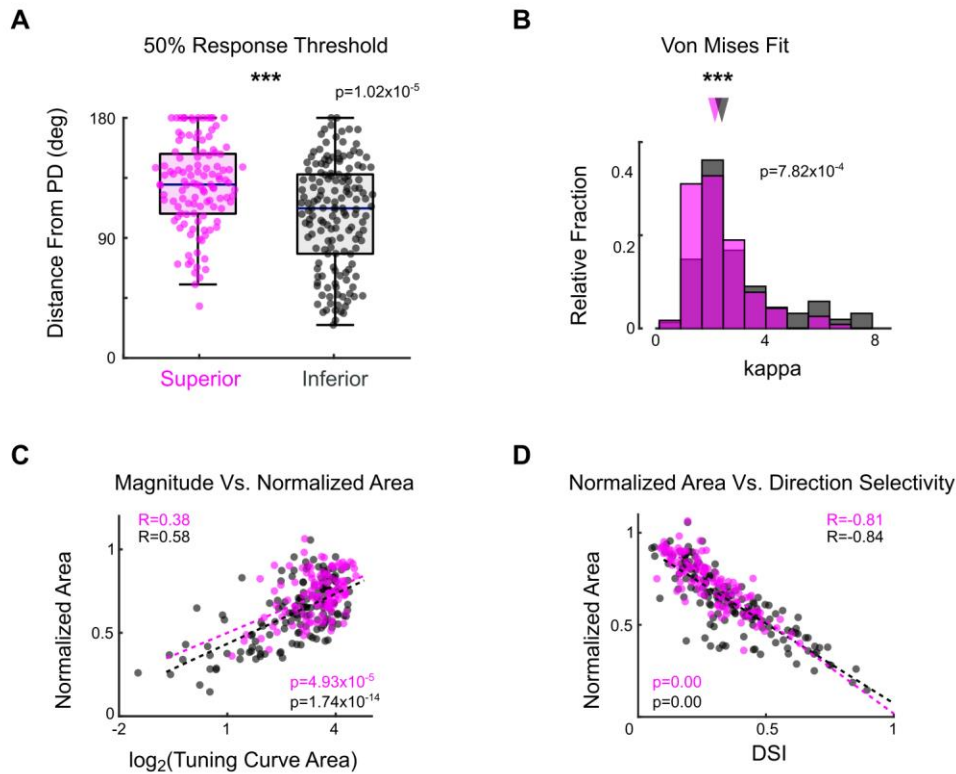 A
50% Response Threshold
***
p=1.02x10⁻⁵
Distance From PD (deg)
180
90
0
Superior
Inferior
B
Von Mises Fit
***
p=7.82x10⁻⁴
Relative Fraction
0.4
0.2
0
0
4
8
kappa
C
Magnitude Vs. Normalized Area
R=0.38
R=0.58
Normalized Area
1
0.5
0
p=4.93x10⁻⁵
p=1.74x10⁻¹⁴
-2
1
4
log₂(Tuning Curve Area)
D
Normalized Area Vs. Direction Selectivity
R=-0.81
R=-0.84
Normalized Area
1
0.5
0
p=0.00
p=0.00
0
0.5
1
DSI